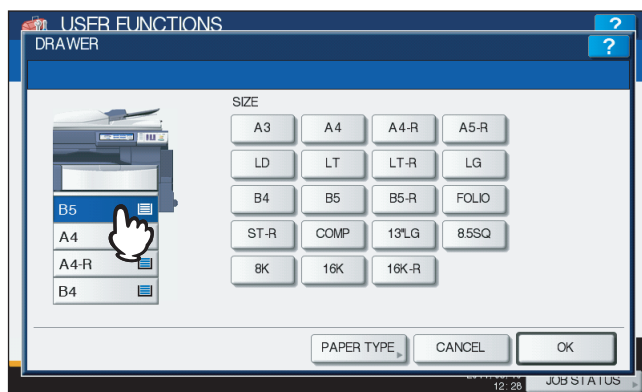 USER FUNCTIONS
?
DRAWER
?
SIZE
A3 A4 A4-R A5-R
LD LT LT-R LG
B4 B5 B5-R FOLIO
ST-R COMP 13"LG 8.5SQ
8K 16K 16K-R
B5
A4
A4-R
B4
PAPER TYPE CANCEL OK
12:28 JOB STATUS